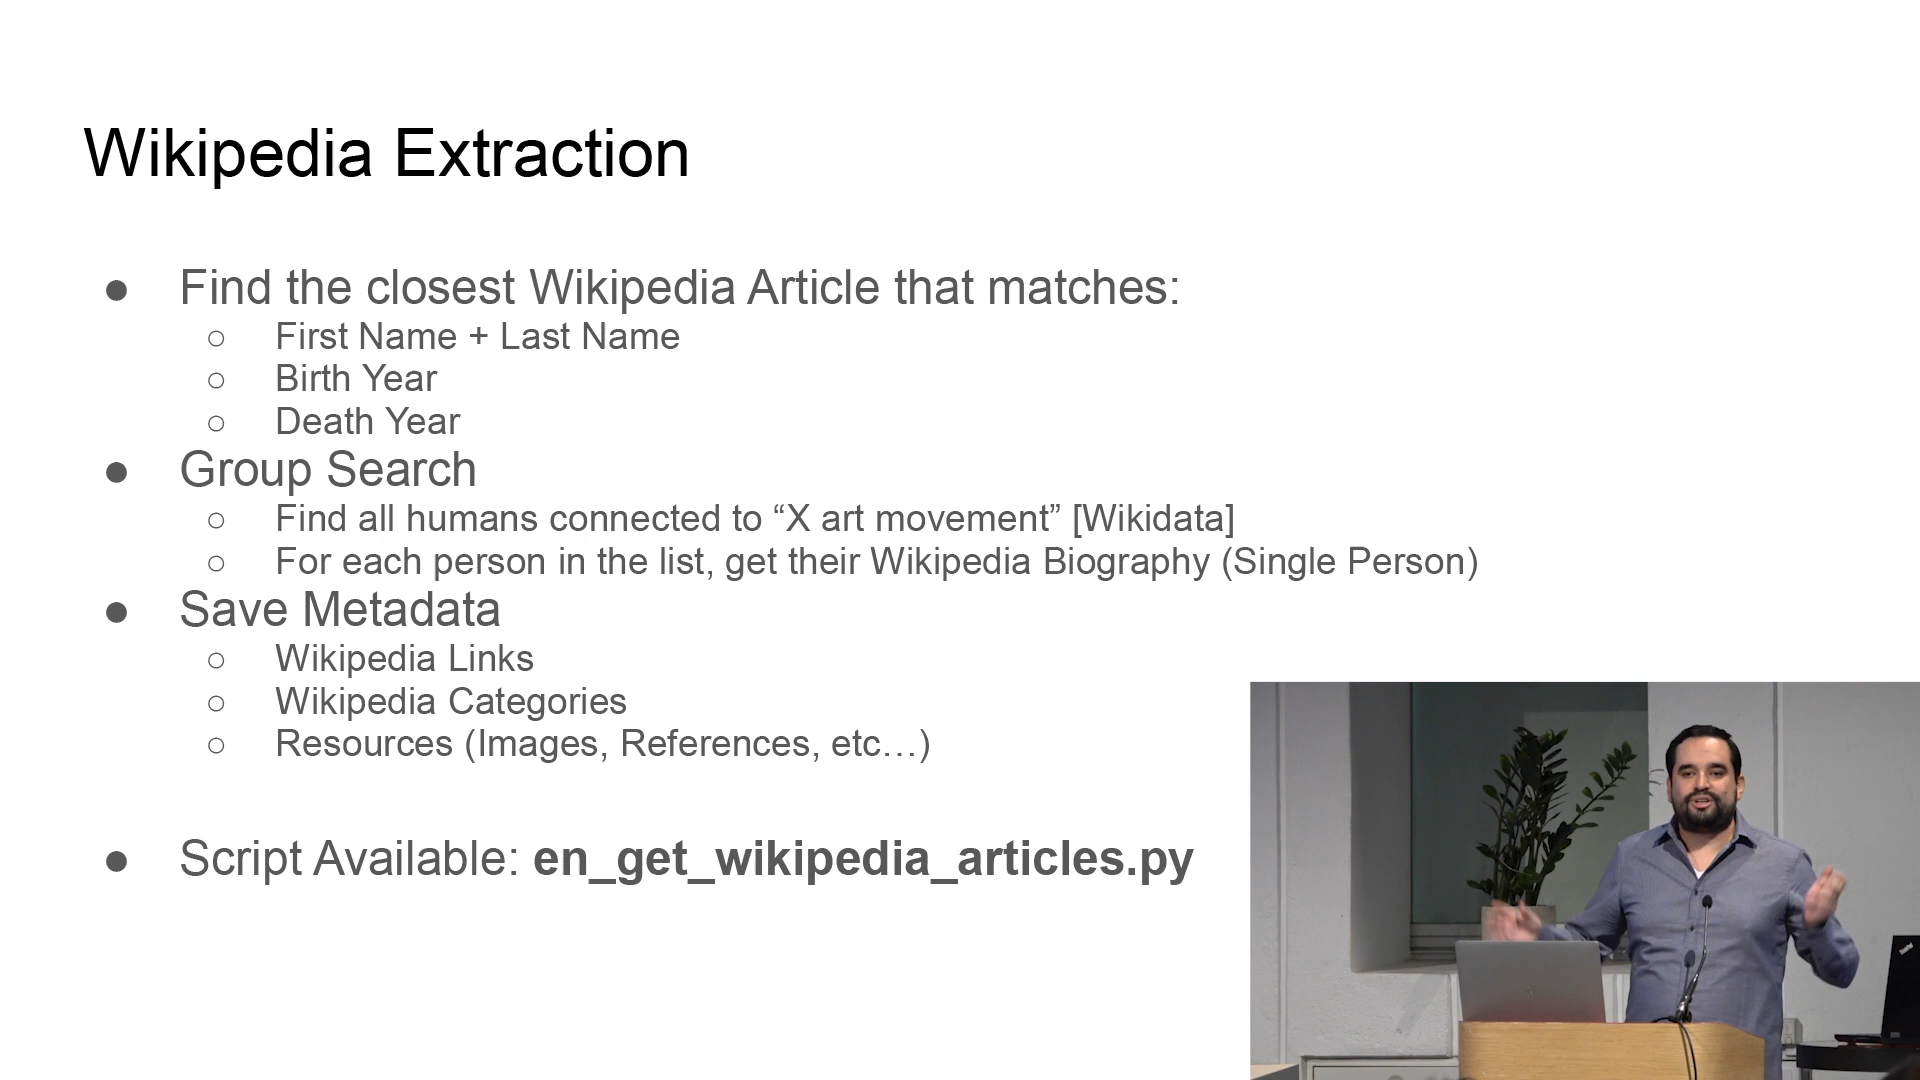 Wikipedia Extraction
● Find the closest Wikipedia Article that matches:
○ First Name + Last Name
○ Birth Year
○ Death Year
● Group Search
○ Find all humans connected to “X art movement” [Wikidata]
○ For each person in the list, get their Wikipedia Biography (Single Person)
● Save Metadata
○ Wikipedia Links
○ Wikipedia Categories
○ Resources (Images, References, etc…)
● Script Available: en_get_wikipedia_articles.py
ThinkPad